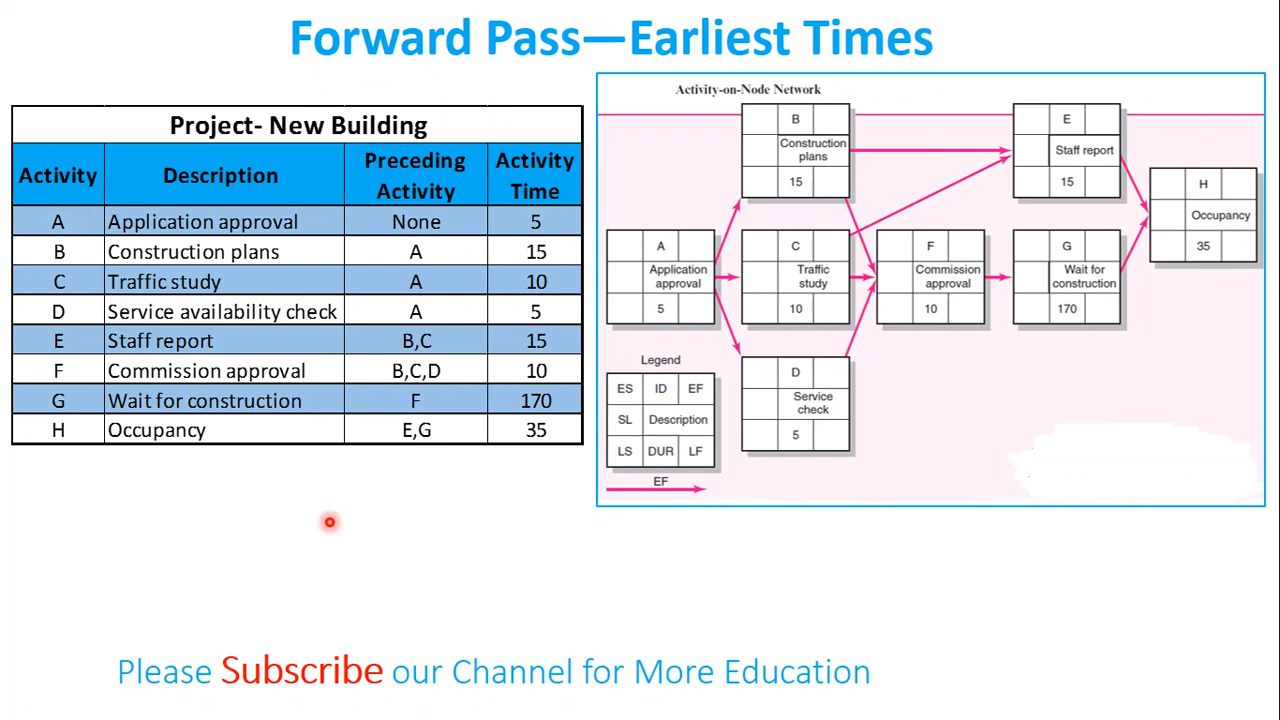 Forward Pass—Earliest Times
Project- New Building
Activity Description Preceding Activity Activity Time
A Application approval None 5
B Construction plans A 15
C Traffic study A 10
D Service availability check A 5
E Staff report B,C 15
F Commission approval B,C,D 10
G Wait for construction F 170
H Occupancy E,G 35
Activity-on-Node Network
B
Construction
plans
15
E
Staff report
15
H
Occupancy
35
A
Application
approval
5
C
Traffic
study
10
F
Commission
approval
10
G
Wait for
construction
170
D
Service
check
5
Legend
ES ID EF
SL Description
LS DUR LF
EF
Please Subscribe our Channel for More Education